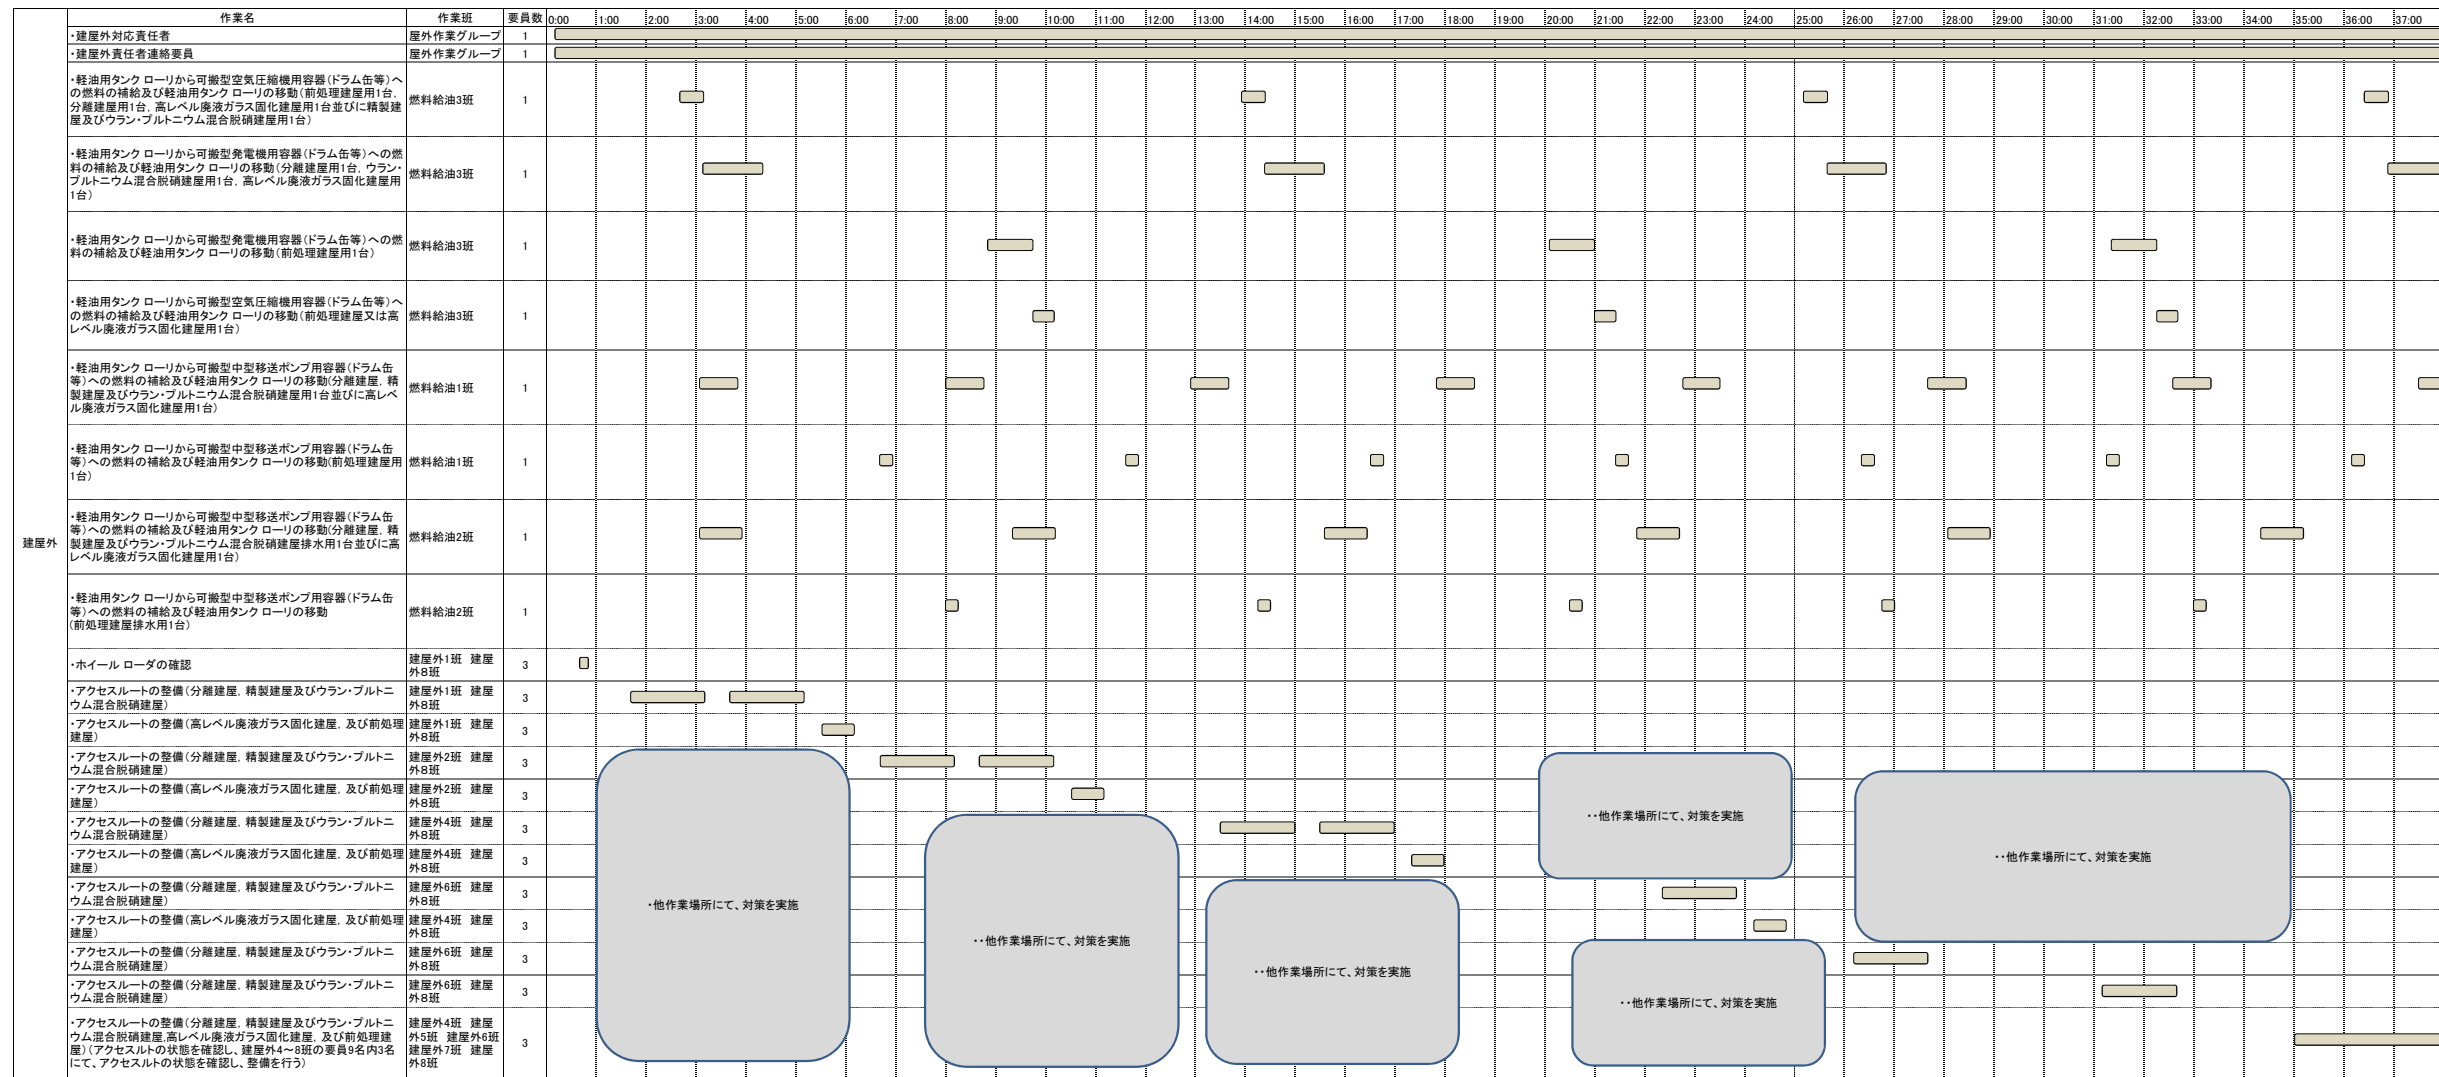 作業名 作業班 要員数 0:00 1:00 2:00 3:00 4:00 5:00 6:00 7:00 8:00 9:00 10:00 11:00 12:00 13:00 14:00 15:00 16:00 17:00 18:00 19:00 20:00 21:00 22:00 23:00 24:00 25:00 26:00 27:00 28:00 29:00 30:00 31:00 32:00 33:00 34:00 35:00 36:00 37:00
建屋外
・建屋外対応責任者 屋外作業グループ 1
・建屋外責任者連絡要員 屋外作業グループ 1
・軽油用タンク ローリから可搬型空気圧縮機用容器(ドラム缶等)へ
の燃料の補給及び軽油用タンク ローリの移動(前処理建屋用1台,
分離建屋用1台, 高レベル廃液ガラス固化建屋用1台並びに精製建
屋及びウラン・プルトニウム混合脱硝建屋用1台)
燃料給油3班 1
・軽油用タンク ローリから可搬型発電機用容器(ドラム缶等)への燃
料の補給及び軽油用タンク ローリの移動(分離建屋用1台, ウラン・
プルトニウム混合脱硝建屋用1台, 高レベル廃液ガラス固化建屋用
1台)
燃料給油3班 1
・軽油用タンク ローリから可搬型発電機用容器(ドラム缶等)への燃
料の補給及び軽油用タンク ローリの移動(前処理建屋用1台)
燃料給油3班 1
・軽油用タンク ローリから可搬型空気圧縮機用容器(ドラム缶等)へ
の燃料の補給及び軽油用タンク ローリの移動(前処理建屋又は高
レベル廃液ガラス固化建屋用1台)
燃料給油3班 1
・軽油用タンク ローリから可搬型中型移送ポンプ用容器(ドラム缶
等)への燃料の補給及び軽油用タンク ローリの移動(分離建屋, 精
製建屋及びウラン・プルトニウム混合脱硝建屋用1台並びに高レベ
ル廃液ガラス固化建屋用1台)
燃料給油1班 1
・軽油用タンク ローリから可搬型中型移送ポンプ用容器(ドラム缶
等)への燃料の補給及び軽油用タンク ローリの移動(前処理建屋用
1台)
燃料給油1班 1
・軽油用タンク ローリから可搬型中型移送ポンプ用容器(ドラム缶
等)への燃料の補給及び軽油用タンク ローリの移動(分離建屋, 精
製建屋及びウラン・プルトニウム混合脱硝建屋排水用1台並びに高
レベル廃液ガラス固化建屋用1台)
燃料給油2班 1
・軽油用タンク ローリから可搬型中型移送ポンプ用容器(ドラム缶
等)への燃料の補給及び軽油用タンク ローリの移動
(前処理建屋排水用1台)
燃料給油2班 1
・ホイール ローダの確認
建屋外1班 建屋
外8班
3
・アクセスルートの整備(分離建屋, 精製建屋及びウラン・プルトニ
ウム混合脱硝建屋)
建屋外1班 建屋
外8班
3
・アクセスルートの整備(高レベル廃液ガラス固化建屋, 及び前処理
建屋)
建屋外1班 建屋
外8班
3
・アクセスルートの整備(分離建屋, 精製建屋及びウラン・プルトニ
ウム混合脱硝建屋)
建屋外2班 建屋
外8班
3
・アクセスルートの整備(高レベル廃液ガラス固化建屋, 及び前処理
建屋)
建屋外2班 建屋
外8班
3
・アクセスルートの整備(分離建屋, 精製建屋及びウラン・プルトニ
ウム混合脱硝建屋)
建屋外4班 建屋
外8班
3
・アクセスルートの整備(高レベル廃液ガラス固化建屋, 及び前処理
建屋)
建屋外4班 建屋
外8班
3
・アクセスルートの整備(分離建屋, 精製建屋及びウラン・プルトニ
ウム混合脱硝建屋)
建屋外6班 建屋
外8班
3
・アクセスルートの整備(高レベル廃液ガラス固化建屋, 及び前処理
建屋)
建屋外4班 建屋
外8班
3
・アクセスルートの整備(分離建屋, 精製建屋及びウラン・プルトニ
ウム混合脱硝建屋)
建屋外6班 建屋
外8班
3
・アクセスルートの整備(分離建屋, 精製建屋及びウラン・プルトニ
ウム混合脱硝建屋)
建屋外6班 建屋
外8班
3
・アクセスルートの整備(分離建屋, 精製建屋及びウラン・プルトニ
ウム混合脱硝建屋,高レベル廃液ガラス固化建屋, 及び前処理建
屋)(アクセスルトの状態を確認し、建屋外4～8班の要員9名内3名
にて、アクセスルトの状態を確認し、整備を行う)
建屋外4班 建屋
外5班 建屋外6班
建屋外7班 建屋
外8班
3
・他作業場所にて、対策を実施
・・他作業場所にて、対策を実施
・・他作業場所にて、対策を実施
・・他作業場所にて、対策を実施
・・他作業場所にて、対策を実施
・・他作業場所にて、対策を実施